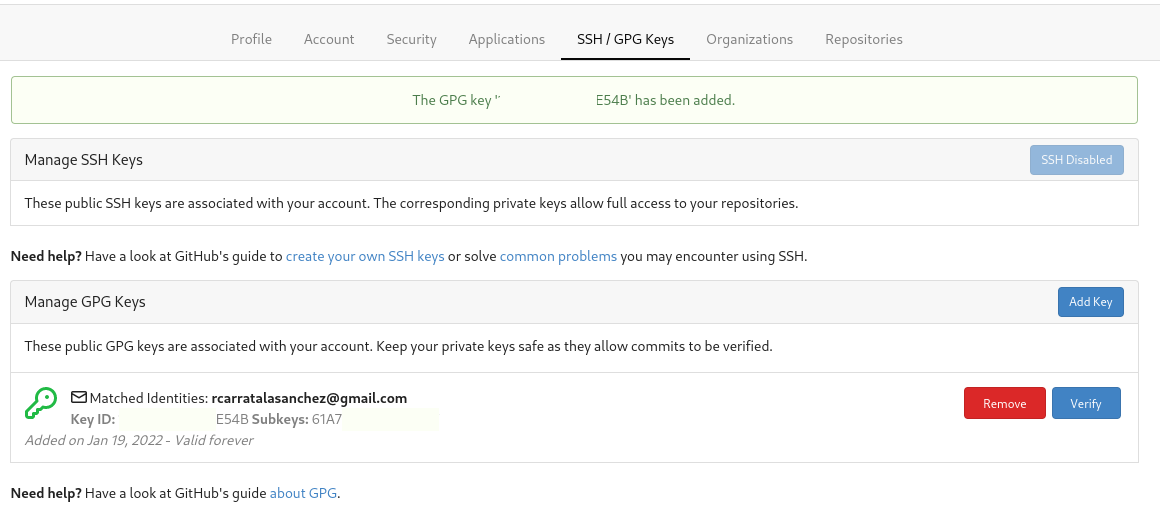 Profile Account Security Applications SSH / GPG Keys Organizations Repositories
The GPG key ' E54B' has been added.
Manage SSH Keys SSH Disabled
These public SSH keys are associated with your account. The corresponding private keys allow full access to your repositories.
Need help? Have a look at GitHub's guide to create your own SSH keys or solve common problems you may encounter using SSH.
Manage GPG Keys Add Key
These public GPG keys are associated with your account. Keep your private keys safe as they allow commits to be verified.
Matched Identities: rcarratalasanchez@gmail.com Remove Verify
Key ID: E54B Subkeys: 61A7
Added on Jan 19, 2022 - Valid forever
Need help? Have a look at GitHub's guide about GPG.